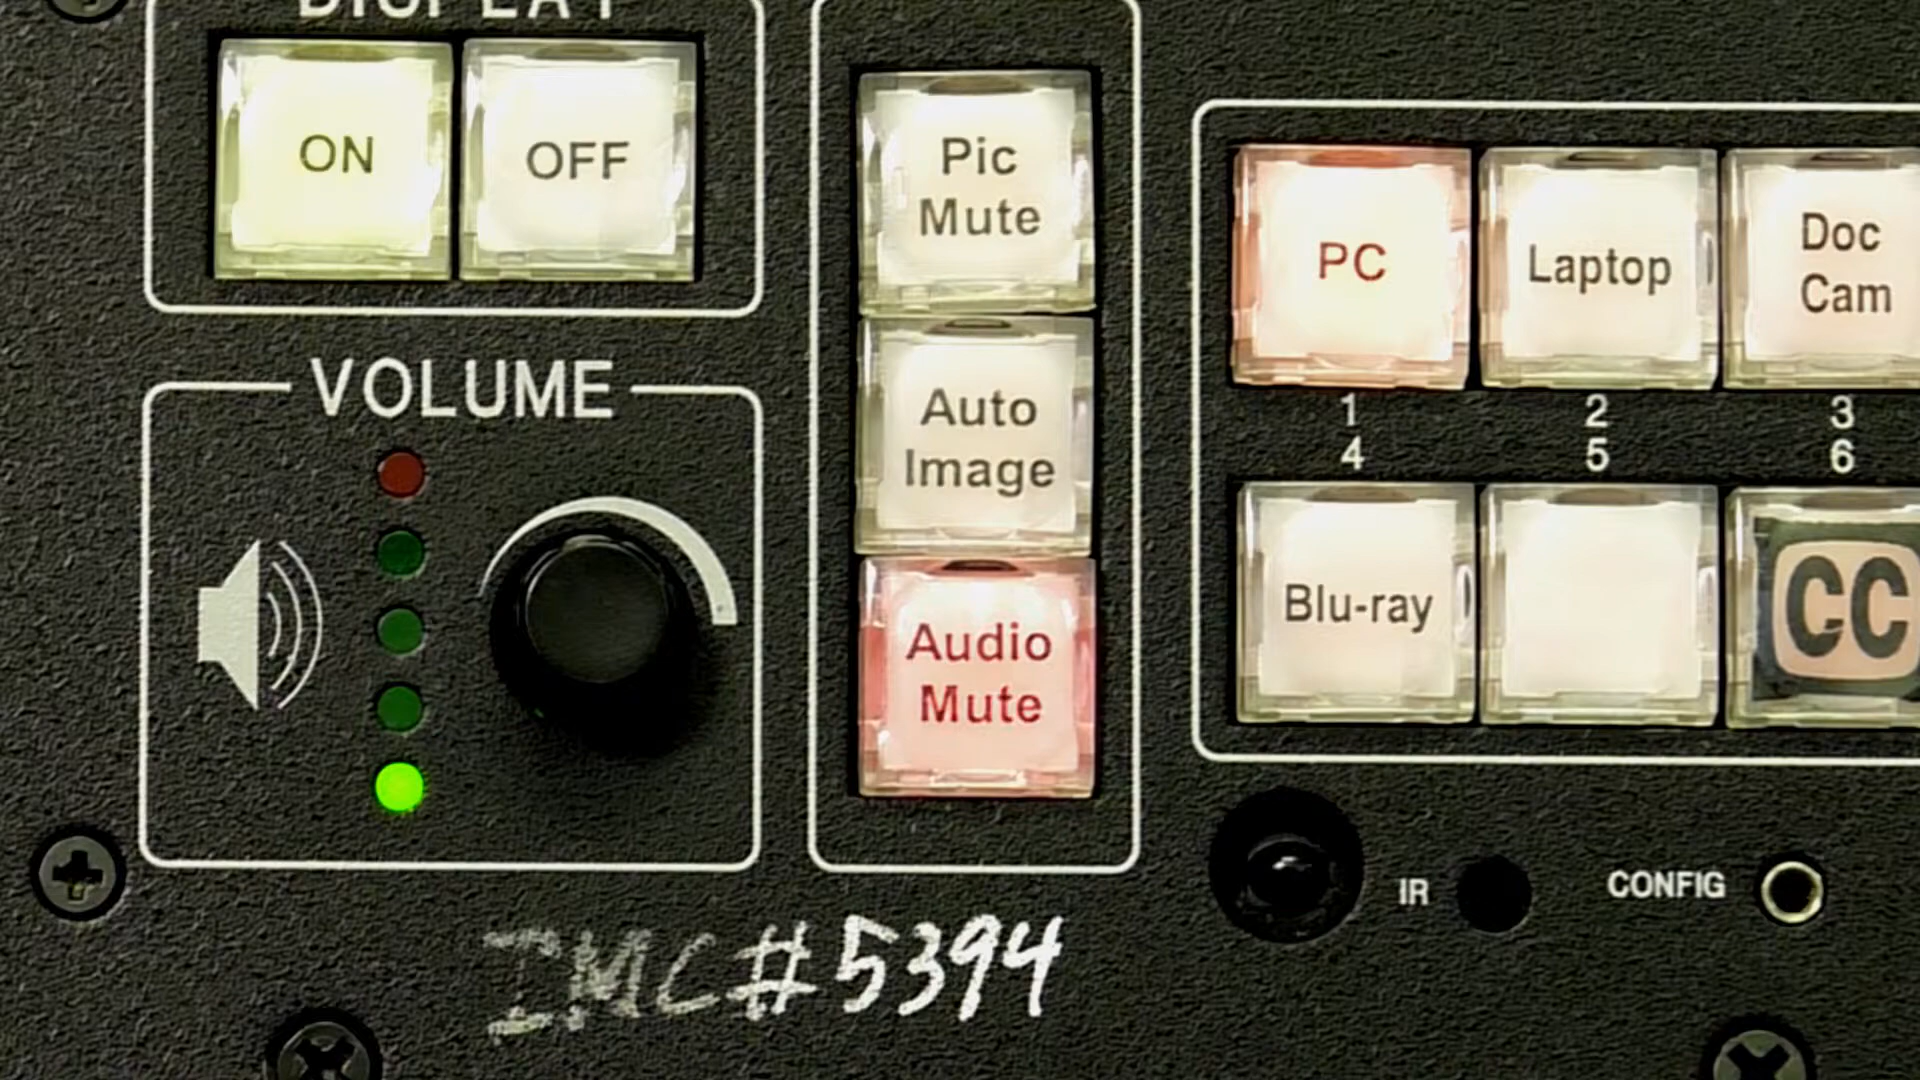 DISPLAY
ON
OFF
VOLUME
Pic
Mute
Auto
Image
Audio
Mute
PC
Laptop
Doc
Cam
1
2
3
4
5
6
Blu-ray
CC
IR
CONFIG
IMC#5394